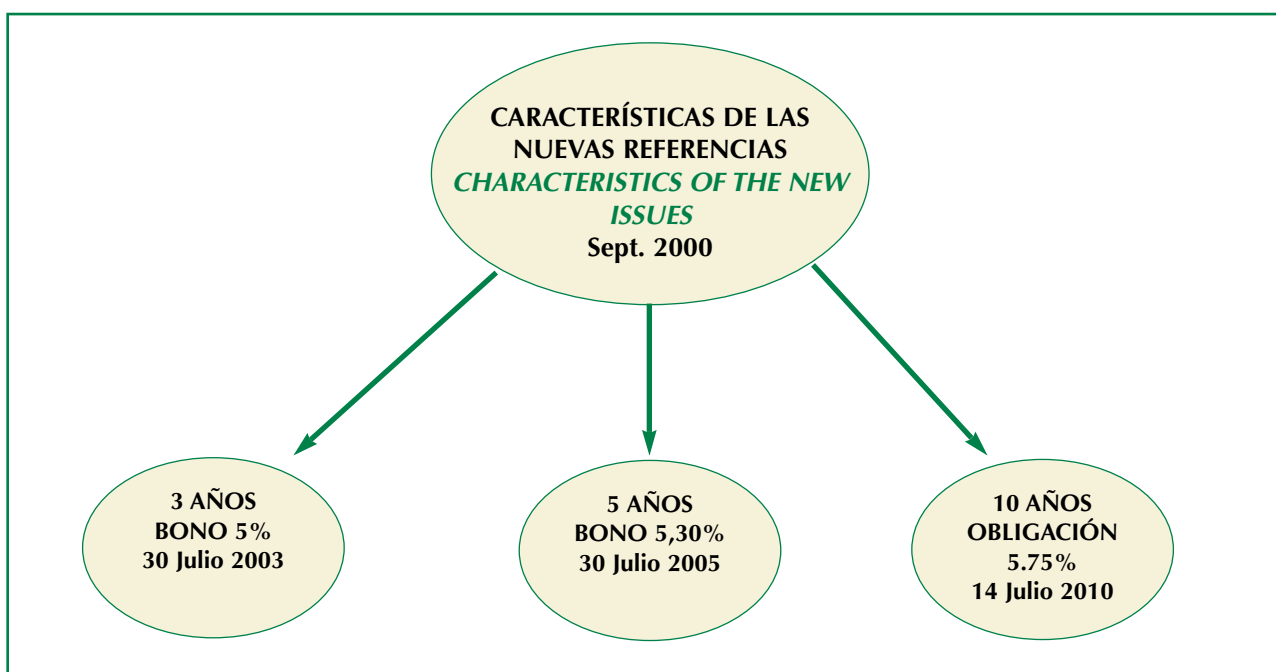 CARACTERÍSTICAS DE LAS
NUEVAS REFERENCIAS
CHARACTERISTICS OF THE NEW
ISSUES
Sept. 2000
3 AÑOS
BONO 5%
30 Julio 2003
5 AÑOS
BONO 5,30%
30 Julio 2005
10 AÑOS
OBLIGACIÓN
5.75%
14 Julio 2010